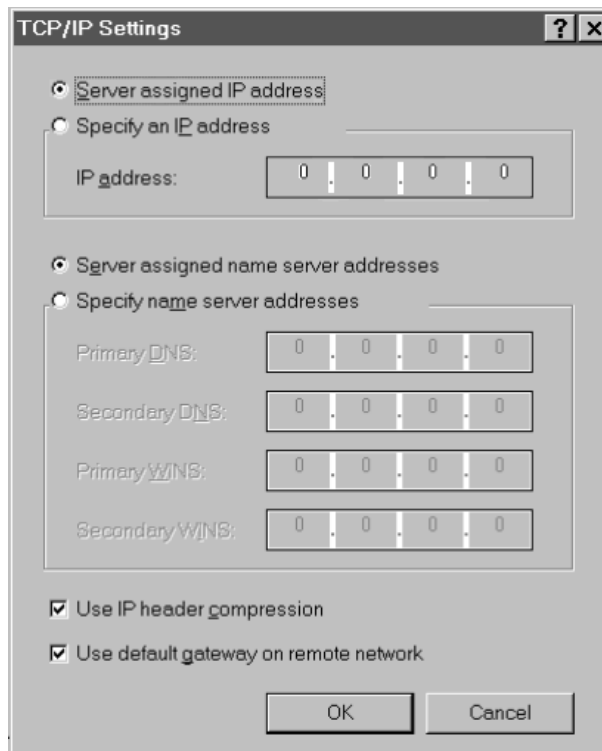 TCP/IP Settings ? ×
Server assigned IP address
Specify an IP address
IP address: 0 . 0 . 0 . 0
Server assigned name server addresses
Specify name server addresses
Primary DNS: 0 . 0 . 0 . 0
Secondary DNS: 0 . 0 . 0 . 0
Primary WINS: 0 . 0 . 0 . 0
Secondary WINS: 0 . 0 . 0 . 0
Use IP header compression
Use default gateway on remote network
OK Cancel